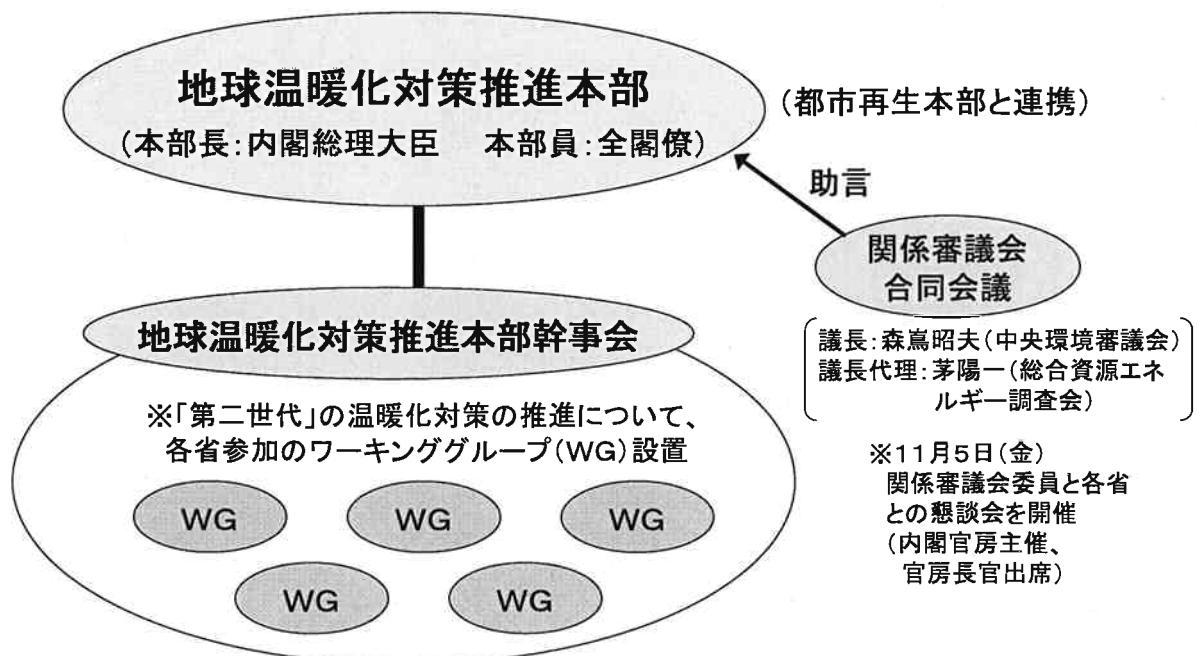 地球温暖化対策推進本部
(本部長:内閣総理大臣　本部員:全閣僚)
(都市再生本部と連携)
助言
関係審議会
合同会議
議長:森嶌昭夫(中央環境審議会)
議長代理:茅陽一(総合資源エネ
ルギー調査会)
※11月5日(金)
関係審議会委員と各省
との懇談会を開催
(内閣官房主催、
官房長官出席)
地球温暖化対策推進本部幹事会
※「第二世代」の温暖化対策の推進について、
各省参加のワーキンググループ(WG)設置
WG
WG
WG
WG
WG